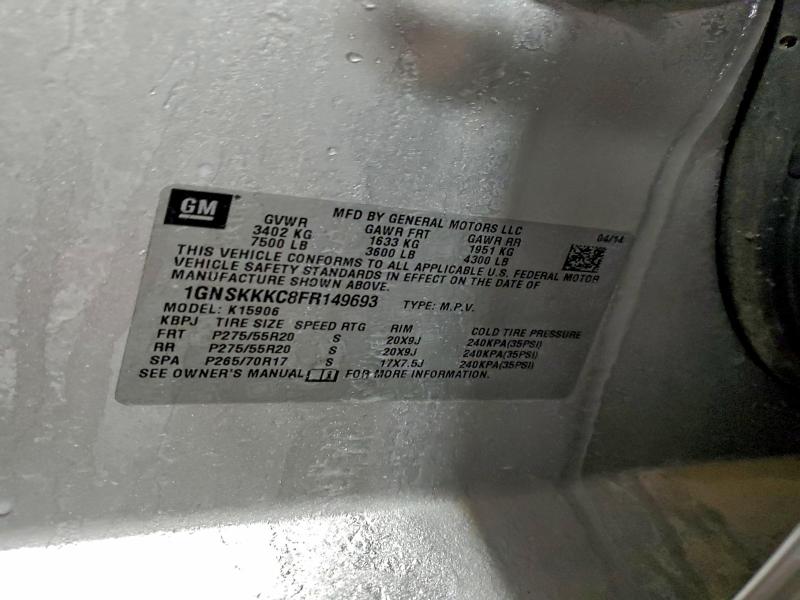 GM
MFD BY GENERAL MOTORS LLC
04/14
GVWR GAWR FRT GAWR RR
3402 KG 1633 KG 1951 KG
7500 LB 3600 LB 4300 LB
THIS VEHICLE CONFORMS TO ALL APPLICABLE U.S. FEDERAL MOTOR
VEHICLE SAFETY STANDARDS IN EFFECT ON THE DATE OF
MANUFACTURE SHOWN ABOVE.
1GNSKKKC8FR149693 TYPE: M.P.V.
MODEL: K15906
KBPJ TIRE SIZE SPEED RTG RIM COLD TIRE PRESSURE
FRT P275/55R20 S 20X9J 240KPA(35PSI)
RR P275/55R20 S 20X9J 240KPA(35PSI)
SPA P265/70R17 S 17X7.5J 240KPA(35PSI)
SEE OWNER'S MANUAL i FOR MORE INFORMATION.